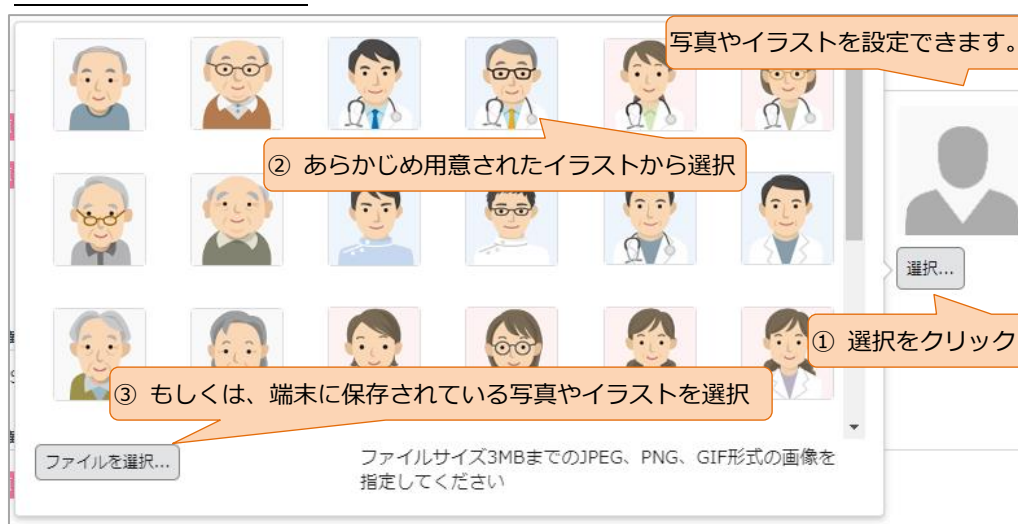 写真やイラストを設定できます。
② あらかじめ用意されたイラストから選択
選択...
① 選択をクリック
③ もしくは、端末に保存されている写真やイラストを選択
ファイルを選択...
ファイルサイズ3MBまでのJPEG、PNG、GIF形式の画像を
指定してください